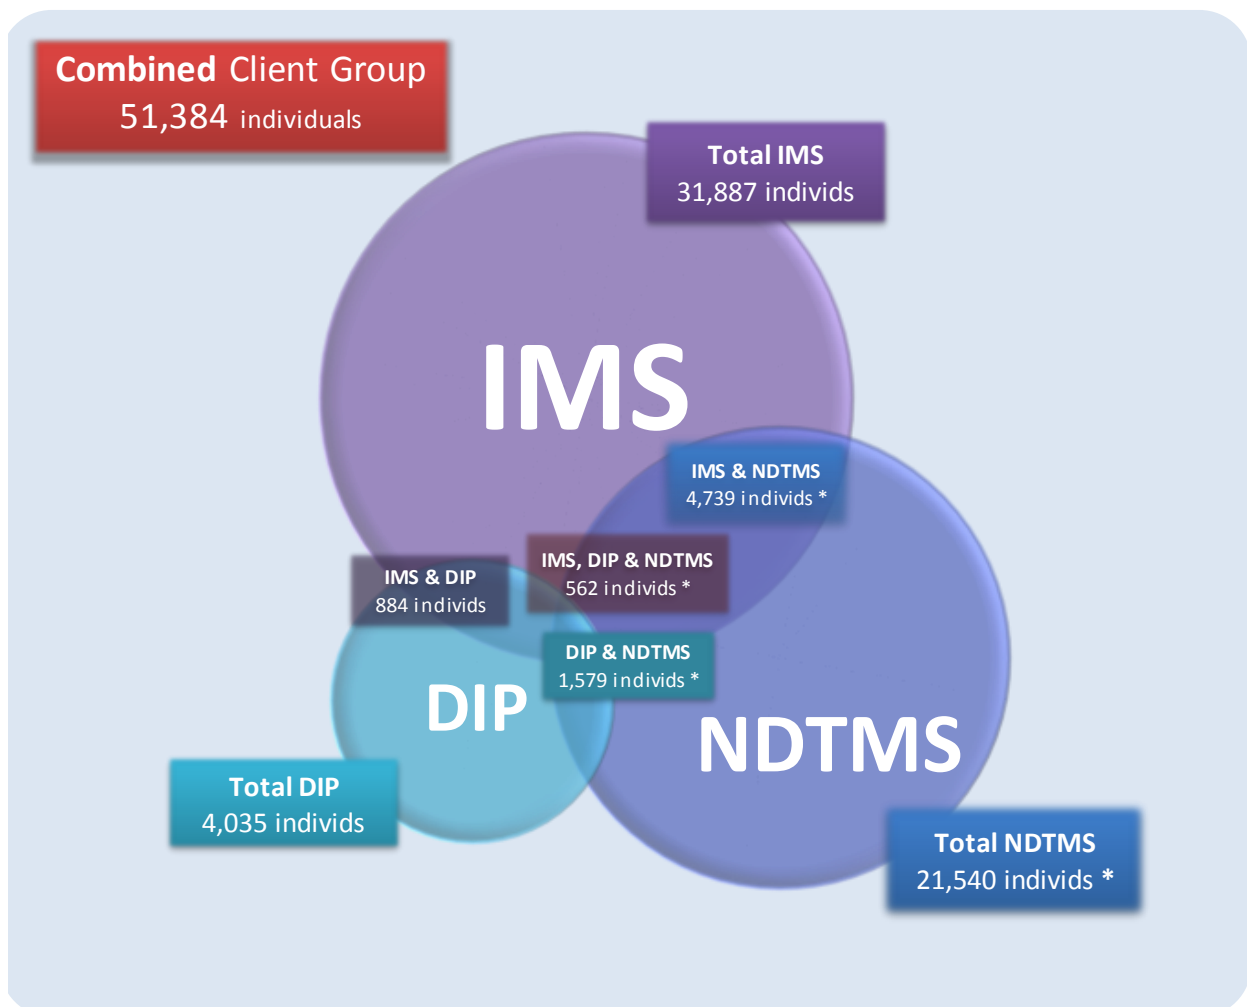 Combined Client Group
51,384 individuals
Total IMS
31,887 individs
IMS
IMS & NDTMS
4,739 individs *
IMS, DIP & NDTMS
562 individs *
IMS & DIP
884 individs
DIP & NDTMS
1,579 individs *
DIP
NDTMS
Total DIP
4,035 individs
Total NDTMS
21,540 individs *